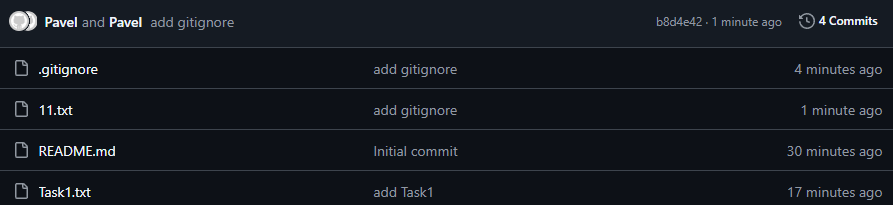 Pavel and Pavel add gitignore b8d4e42 · 1 minute ago 4 Commits
.gitignore add gitignore 4 minutes ago
11.txt add gitignore 1 minute ago
README.md Initial commit 30 minutes ago
Task1.txt add Task1 17 minutes ago